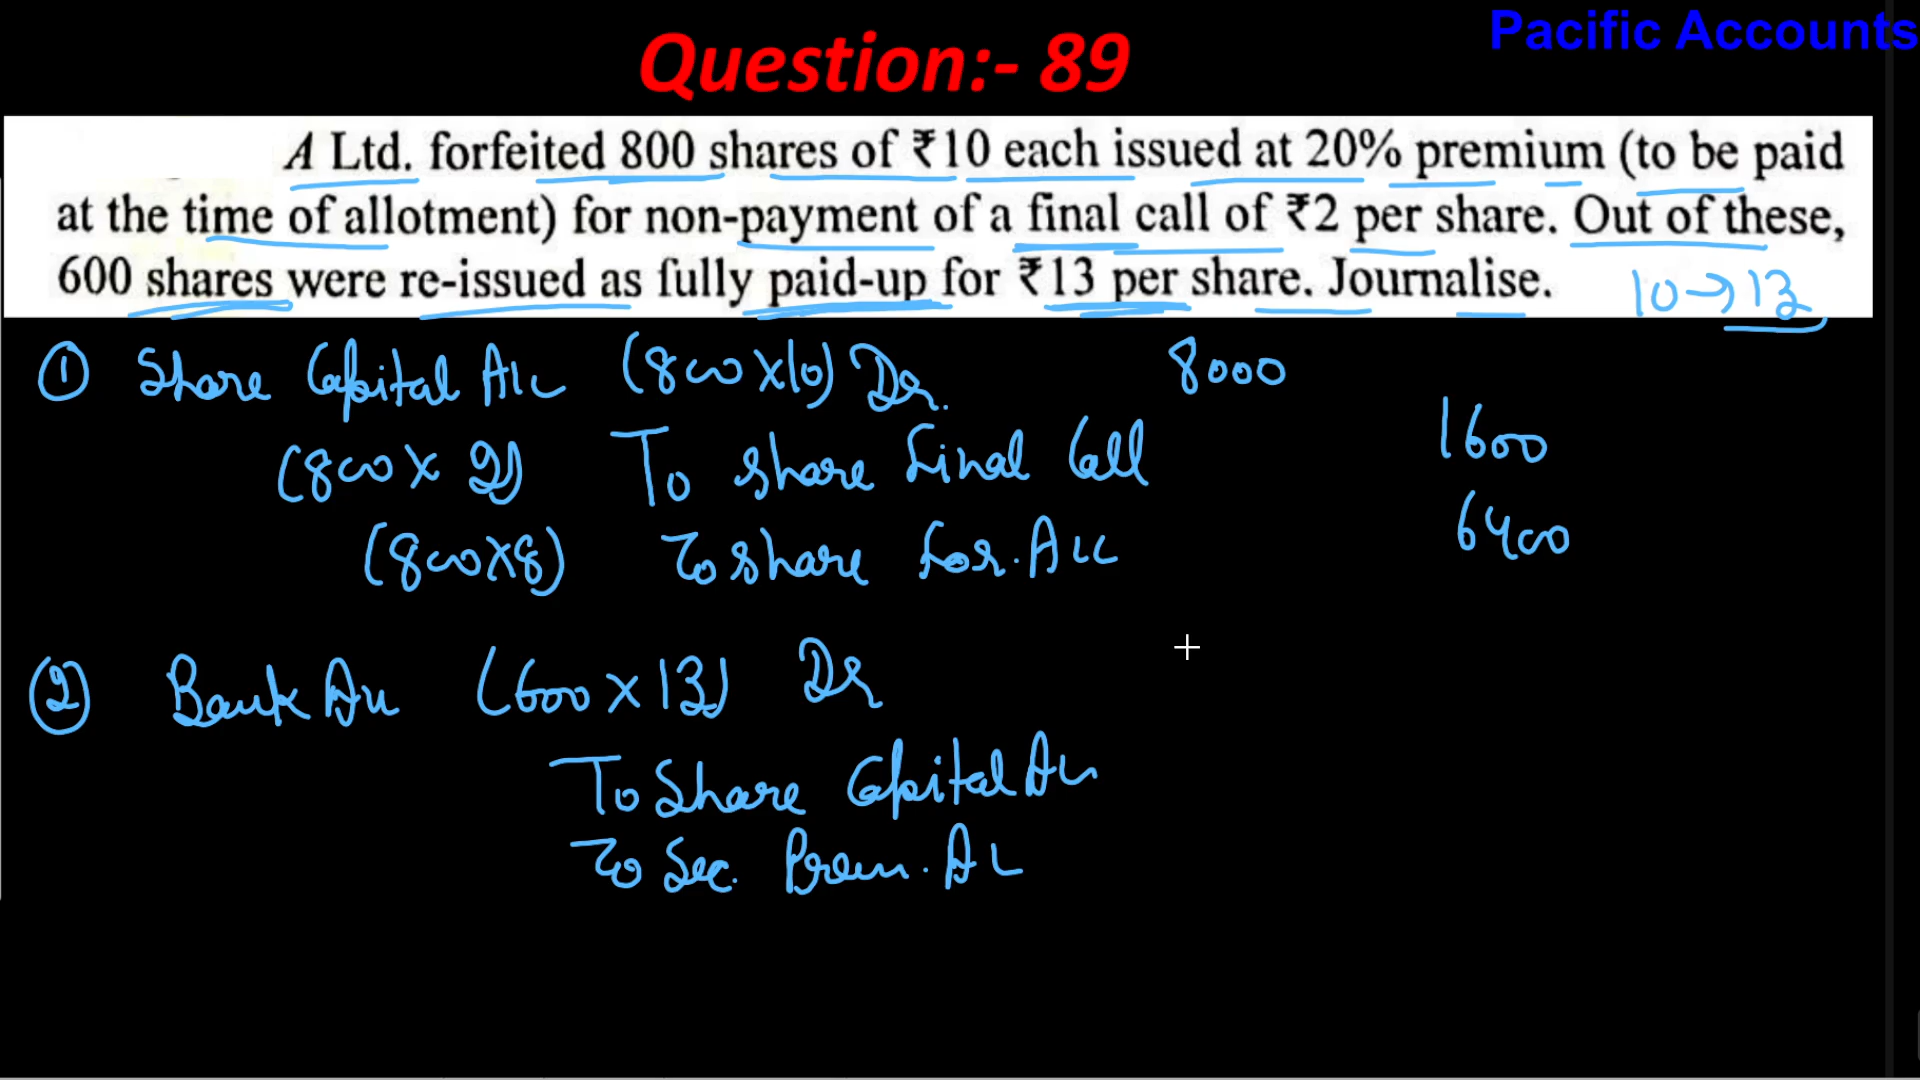 Pacific Accounts
Question:- 89
A Ltd. forfeited 800 shares of ₹10 each issued at 20% premium (to be paid
at the time of allotment) for non-payment of a final call of ₹2 per share. Out of these,
600 shares were re-issued as fully paid-up for ₹13 per share. Journalise.
10→13
① Share Capital A/c (800×10) Dr. 8000
(800×2) To Share Final Call 1600
(800×8) To Share For. A/c 6400
② Bank A/c (600×13) Dr
To Share Capital A/c
To Sec. Prem. A/c